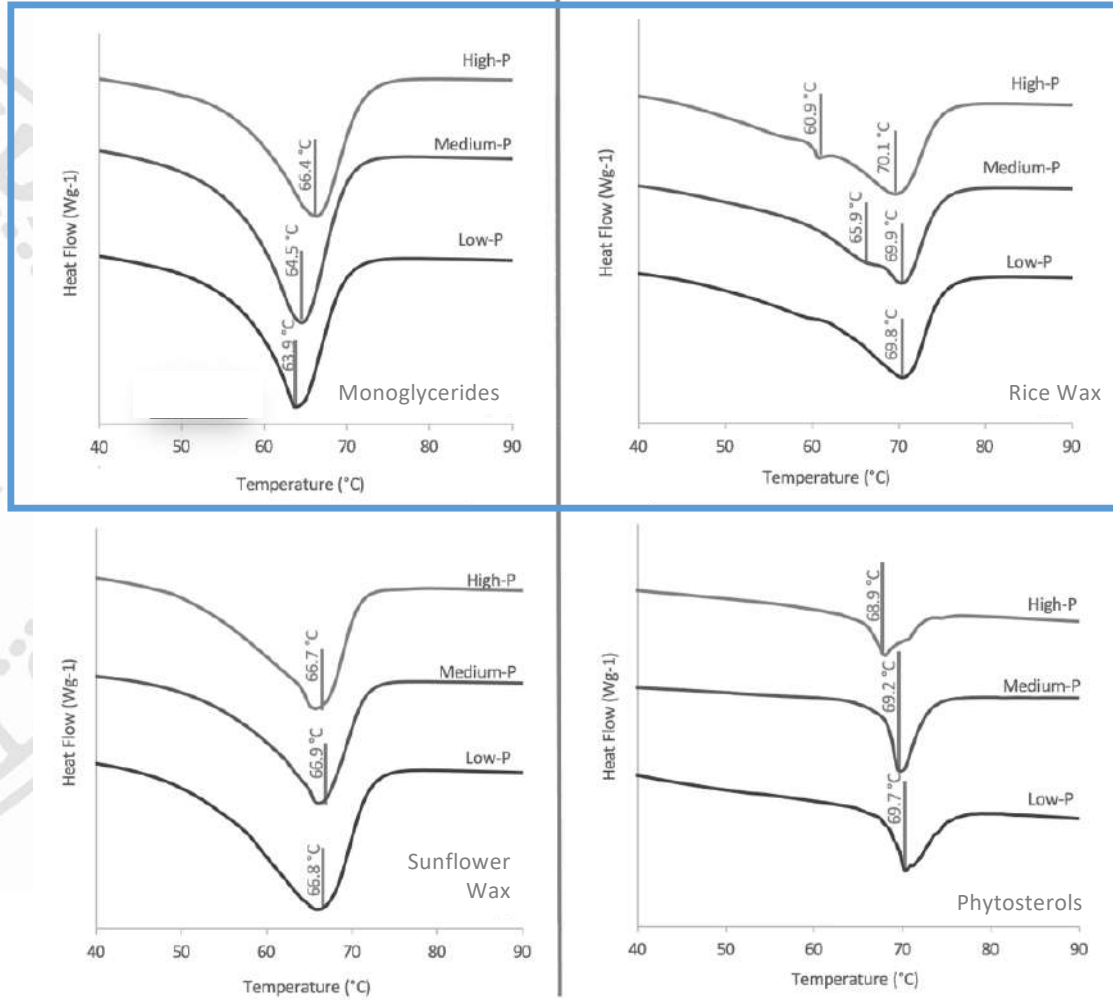 High-P
66.4 °C
Medium-P
64.5 °C
Low-P
63.9 °C
Monoglycerides
Heat Flow (Wg-1)
40 50 60 70 80 90
Temperature (°C)
High-P
60.9 °C
70.1 °C
Medium-P
65.9 °C
69.9 °C
Low-P
69.8 °C
Rice Wax
Heat Flow (Wg-1)
40 50 60 70 80 90
Temperature (°C)
High-P
66.7 °C
Medium-P
66.9 °C
Low-P
66.8 °C
Sunflower
Wax
Heat Flow (Wg-1)
40 50 60 70 80 90
Temperature (°C)
High-P
68.9 °C
Medium-P
69.2 °C
Low-P
69.7 °C
Phytosterols
Heat Flow (Wg-1)
40 50 60 70 80 90
Temperature (°C)